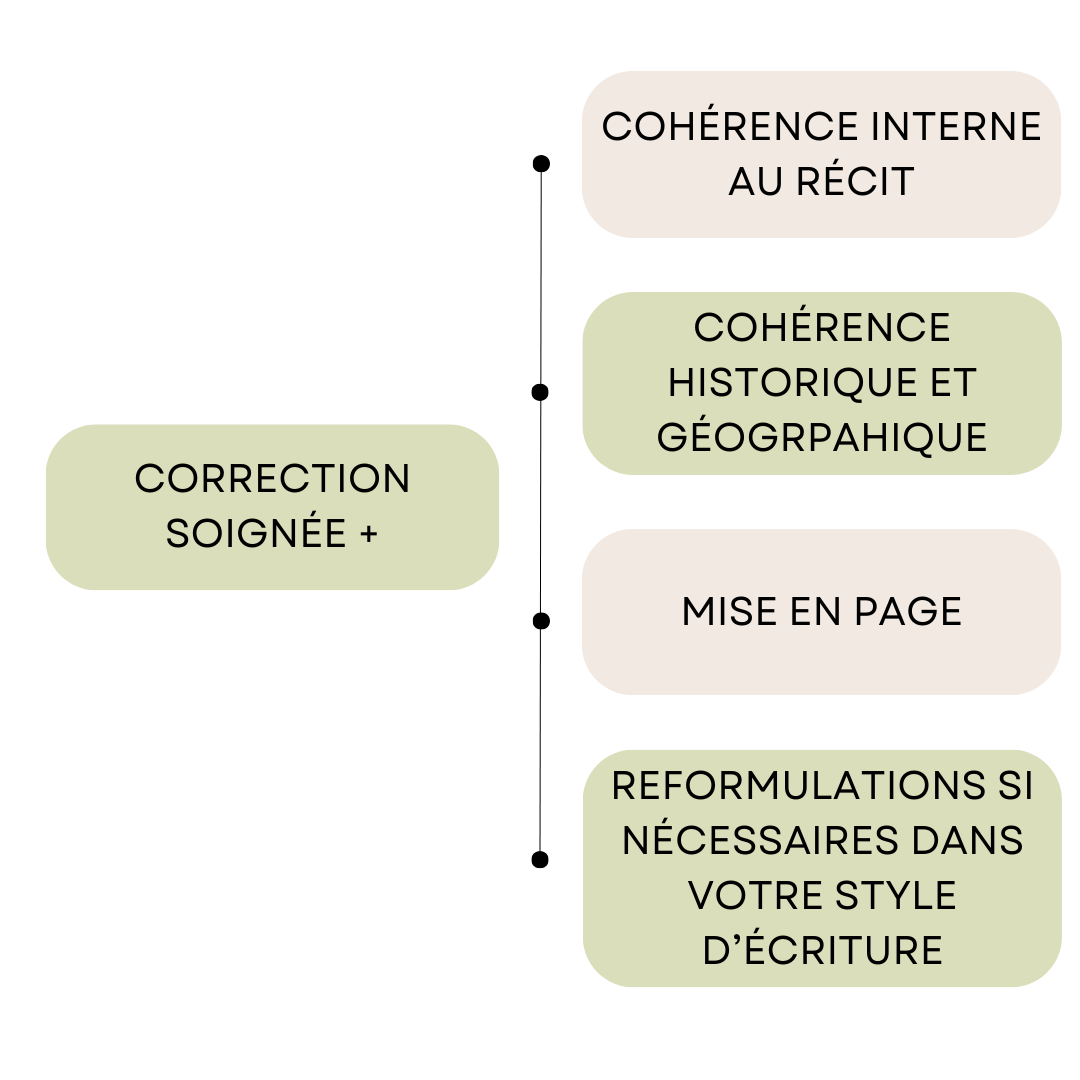 CORRECTION
SOIGNÉE +
COHÉRENCE INTERNE
AU RÉCIT
COHÉRENCE
HISTORIQUE ET
GÉOGRPAHIQUE
MISE EN PAGE
REFORMULATIONS SI
NÉCESSAIRES DANS
VOTRE STYLE
D’ÉCRITURE